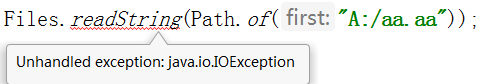 Files.readString(Path.of( first: "A:/aa.aa"));
Unhandled exception: java.io.IOException